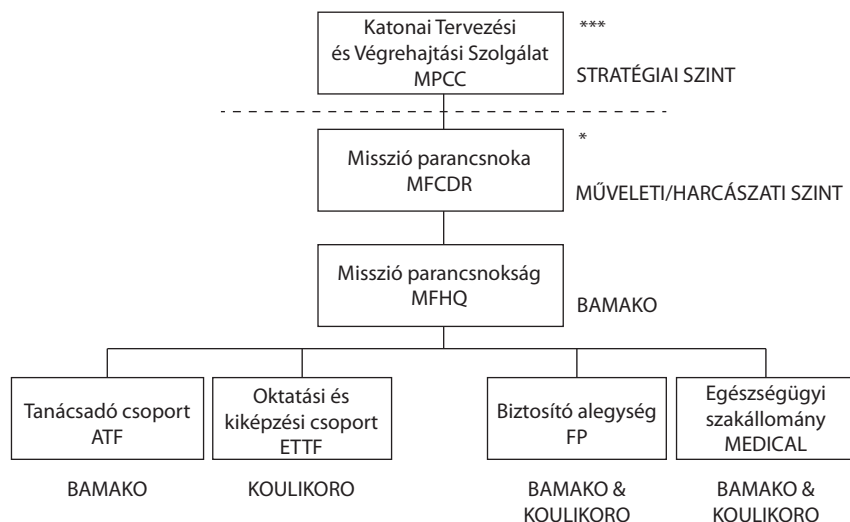 Katonai Tervezési
és Végrehajtási Szolgálat
MPCC
***
STRATÉGIAI SZINT
Misszió parancsnoka
MFCDR
*
MŰVELETI/HARCÁSZATI SZINT
Misszió parancsnokság
MFHQ
BAMAKO
Tanácsadó csoport
ATF
Oktatási és
kiképzési csoport
ETTF
Biztosító alegység
FP
Egészségügyi
szakállomány
MEDICAL
BAMAKO
KOULIKORO
BAMAKO &
KOULIKORO
BAMAKO &
KOULIKORO